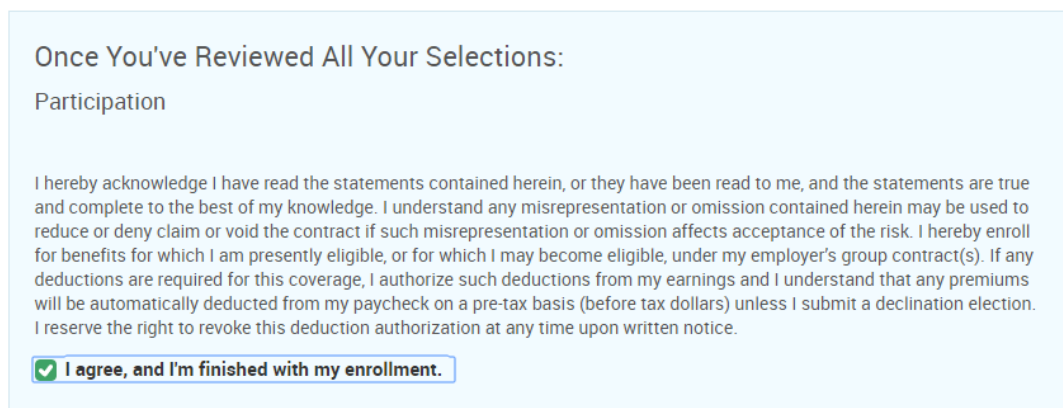 Once You've Reviewed All Your Selections:
Participation
I hereby acknowledge I have read the statements contained herein, or they have been read to me, and the statements are true
and complete to the best of my knowledge. I understand any misrepresentation or omission contained herein may be used to
reduce or deny claim or void the contract if such misrepresentation or omission affects acceptance of the risk. I hereby enroll
for benefits for which I am presently eligible, or for which I may become eligible, under my employer's group contract(s). If any
deductions are required for this coverage, I authorize such deductions from my earnings and I understand that any premiums
will be automatically deducted from my paycheck on a pre-tax basis (before tax dollars) unless I submit a declination election.
I reserve the right to revoke this deduction authorization at any time upon written notice.
I agree, and I'm finished with my enrollment.